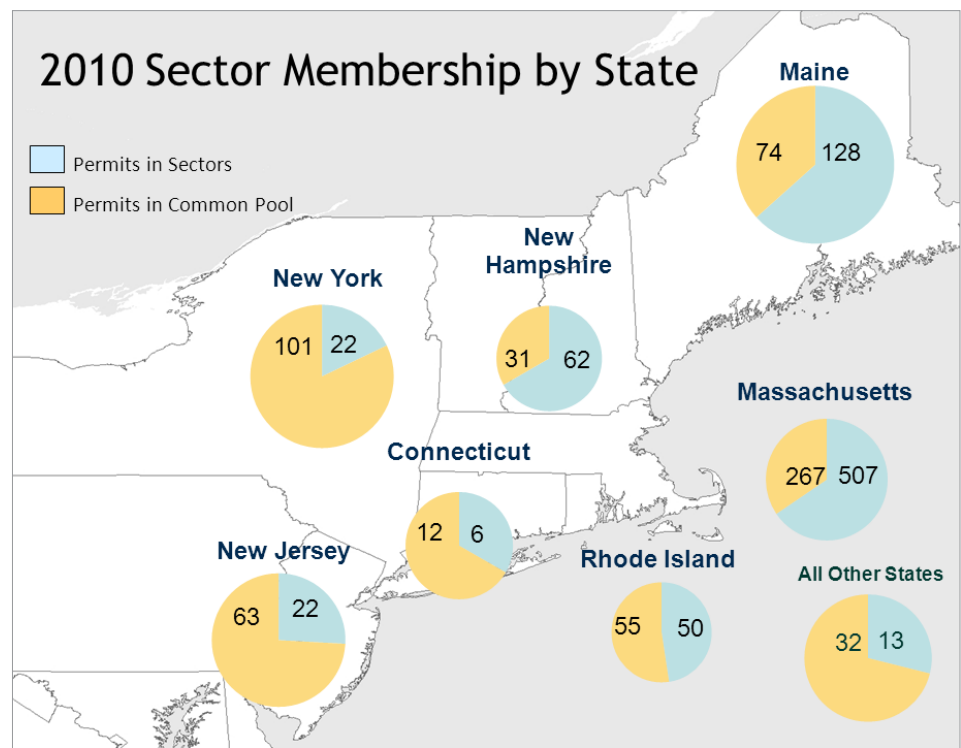 2010 Sector Membership by State
Permits in Sectors
Permits in Common Pool
Maine
74 128
New
Hampshire
31 62
New York
101 22
Massachusetts
267 507
Connecticut
12 6
New Jersey
63 22
Rhode Island
55 50
All Other States
32 13